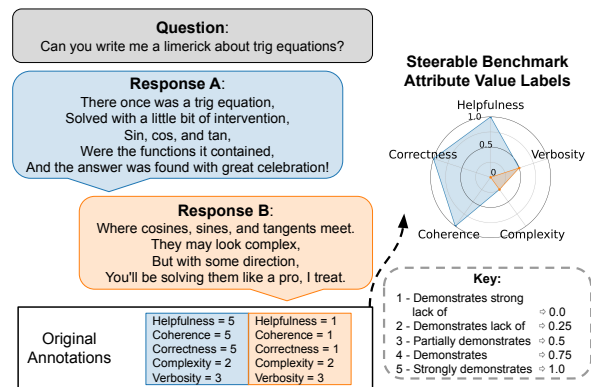 Question:
Can you write me a limerick about trig equations?
Response A:
There once was a trig equation,
Solved with a little bit of intervention,
Sin, cos, and tan,
Were the functions it contained,
And the answer was found with great celebration!
Response B:
Where cosines, sines, and tangents meet.
They may look complex,
But with some direction,
You'll be solving them like a pro, I treat.
Original
Annotations
Helpfulness = 5
Coherence = 5
Correctness = 5
Complexity = 2
Verbosity = 3
Helpfulness = 1
Coherence = 1
Correctness = 1
Complexity = 2
Verbosity = 3
Steerable Benchmark
Attribute Value Labels
Helpfulness
1.0
Verbosity
0.5
Correctness
0
Coherence
Complexity
Key:
1 - Demonstrates strong
lack of ⇨ 0.0
2 - Demonstrates lack of ⇨ 0.25
3 - Partially demonstrates ⇨ 0.5
4 - Demonstrates ⇨ 0.75
5 - Strongly demonstrates ⇨ 1.0